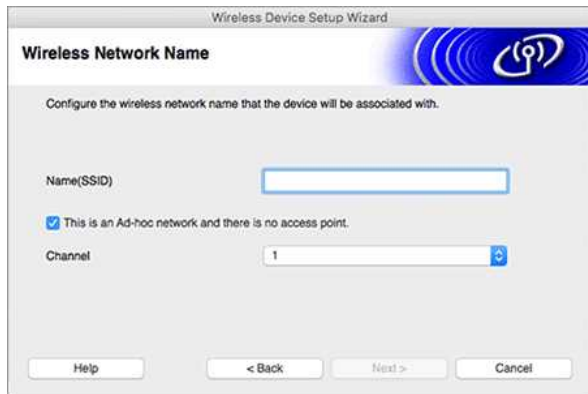 Wireless Device Setup Wizard
Wireless Network Name
Configure the wireless network name that the device will be associated with.
Name(SSID)
This is an Ad-hoc network and there is no access point.
Channel
1
Help
< Back
Next >
Cancel